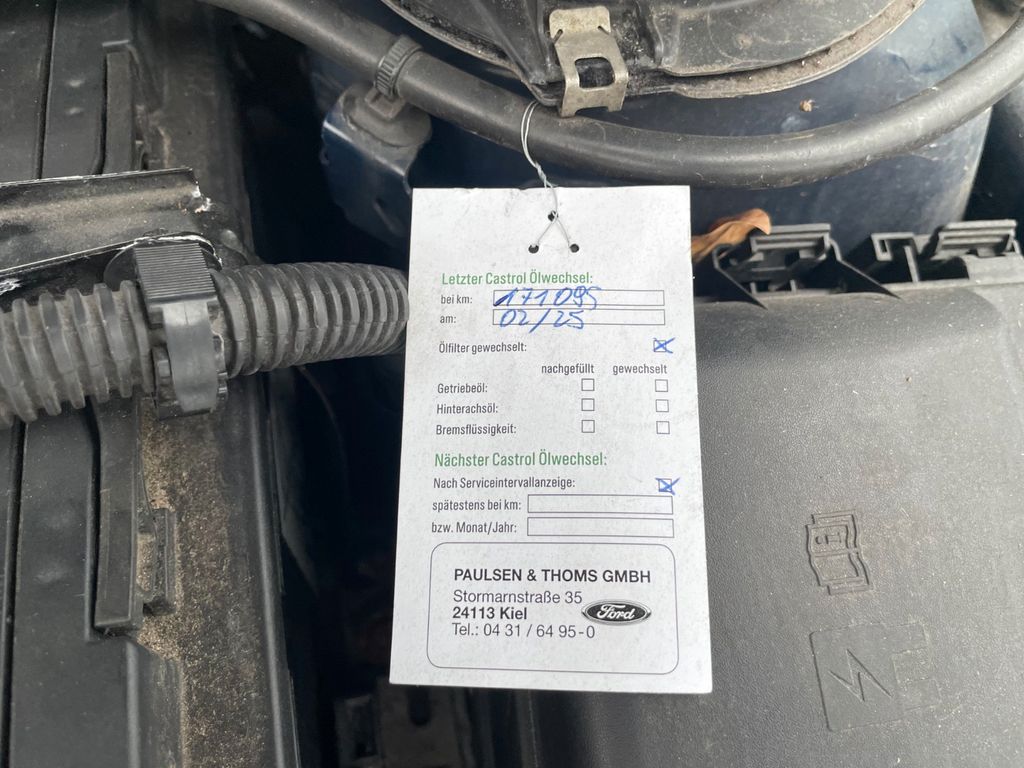 Letzter Castrol Ölwechsel:
bei km: 171095
am: 02/25
Ölfilter gewechselt:
nachgefüllt gewechselt
Getriebeöl:
Hinterachsöl:
Bremsflüssigkeit:
Nächster Castrol Ölwechsel:
Nach Serviceintervallanzeige:
spätestens bei km:
bzw. Monat/Jahr:
PAULSEN & THOMS GMBH
Stormarnstraße 35
24113 Kiel
Ford
Tel.: 04 31 / 64 95-0